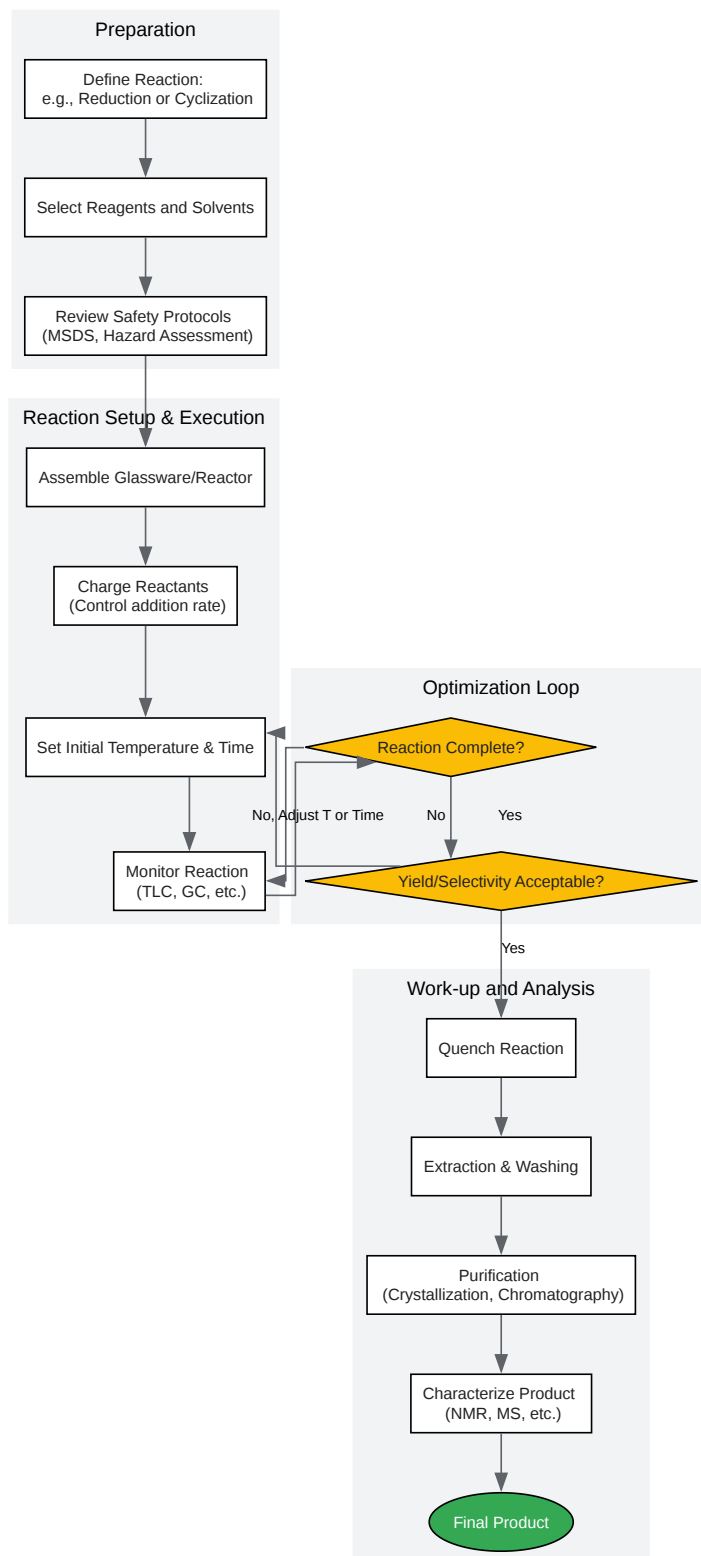 Preparation
Define Reaction:
e.g., Reduction or Cyclization
Select Reagents and Solvents
Review Safety Protocols
(MSDS, Hazard Assessment)
Reaction Setup & Execution
Assemble Glassware/Reactor
Charge Reactants
(Control addition rate)
Set Initial Temperature & Time
Monitor Reaction
(TLC, GC, etc.)
Optimization Loop
Reaction Complete?
No, Adjust T or Time
No
Yes
Yield/Selectivity Acceptable?
Yes
Work-up and Analysis
Quench Reaction
Extraction & Washing
Purification
(Crystallization, Chromatography)
Characterize Product
(NMR, MS, etc.)
Final Product